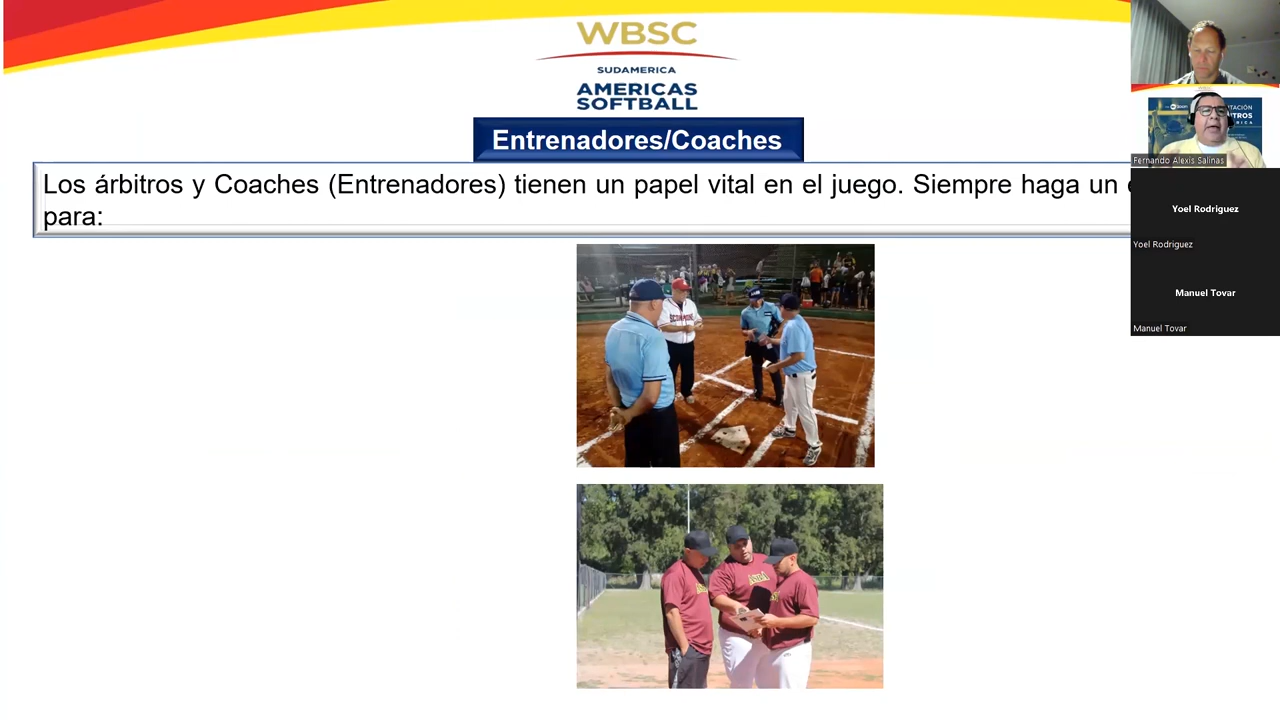 WBSC
SUDAMERICA
AMERICAS
SOFTBALL
Entrenadores/Coaches
Los árbitros y Coaches (Entrenadores) tienen un papel vital en el juego. Siempre haga un
para:
Fernando Alexis Salinas
Yoel Rodriguez
Yoel Rodriguez
Manuel Tovar
Manuel Tovar